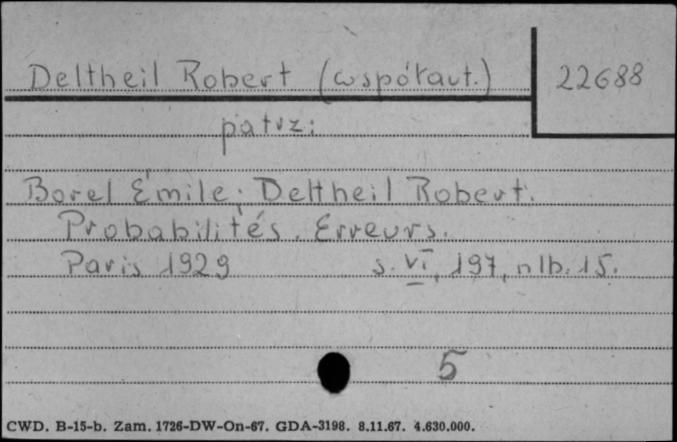 Deltheil Robert (współaut.) 22688
patrz:
Borel Émile; Deltheil Robert.
Probabilités. Erreurs.
Paris 1929 s. VI, 197, nlb. 15.
5
CWD. B-15-b. Zam. 1726-DW-On-67. GDA-3198. 8.11.67. 4.630.000.